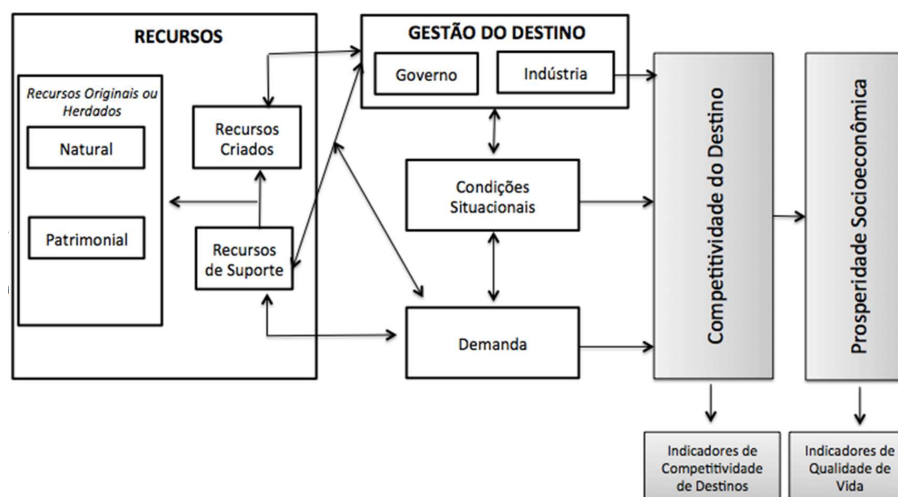 RECURSOS
Recursos Originais ou
Herdados
Natural
Patrimonial
Recursos
Criados
Recursos
de Suporte
GESTÃO DO DESTINO
Governo
Indústria
Condições
Situacionais
Demanda
Competitividade do Destino
Prosperidade Socioeconômica
Indicadores de
Competitividade
de Destinos
Indicadores de
Qualidade de
Vida